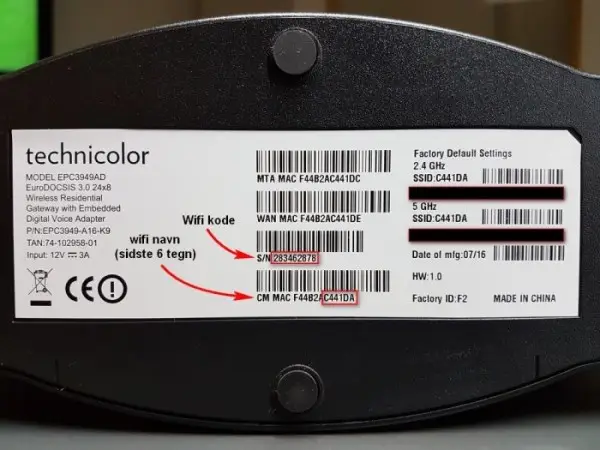 technicolor
MODEL EPC3949AD
EuroDOCSIS 3.0 24x8
Wireless Residential
Gateway with Embedded
Digital Voice Adapter
P/N:EPC3949-A16-K9
TAN:74-102958-01
Input: 12V ⎓ 3A
Wifi kode
wifi navn
(sidste 6 tegn)
MTA MAC F44B2AC441DC
WAN MAC F44B2AC441DE
S/N 283462878
CM MAC F44B2AC441DA
Factory Default Settings
2.4 GHz
SSID:C441DA
5 GHz
SSID:C441DA
Date of mfg:07/16
HW:1.0
Factory ID:F2 MADE IN CHINA